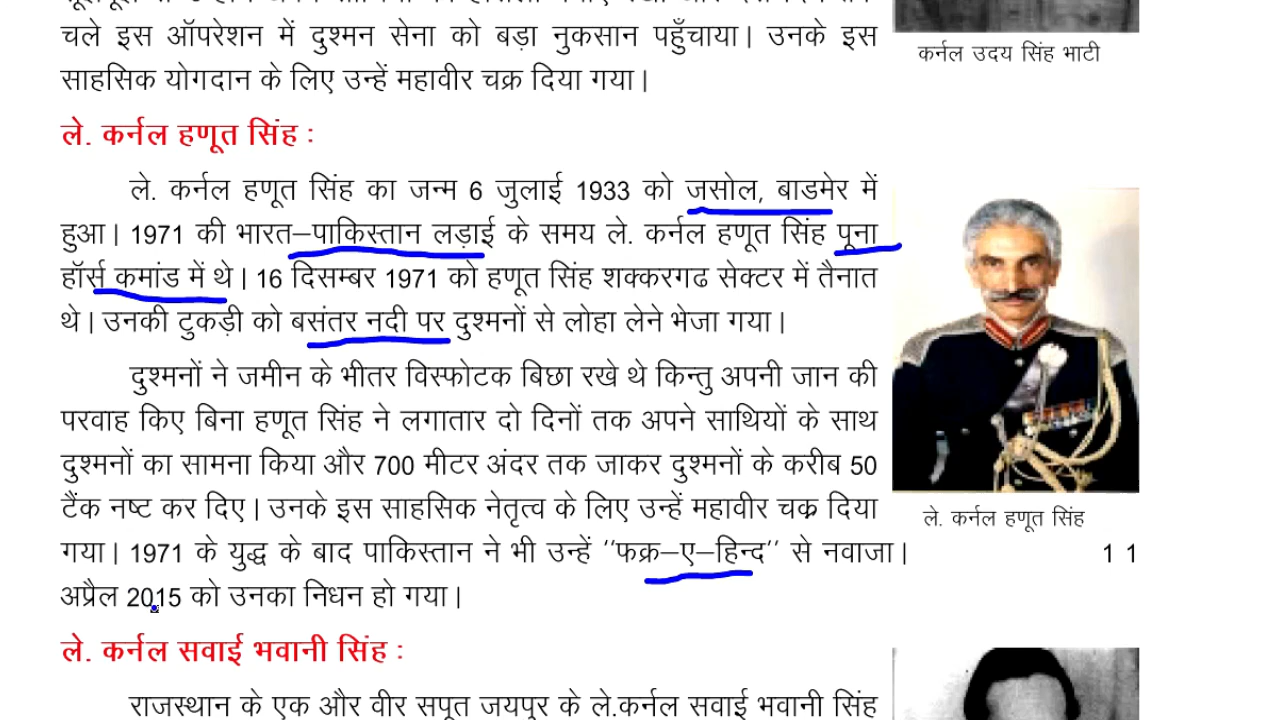 चले इस ऑपरेशन में दुश्मन सेना को बड़ा नुकसान पहुँचाया। उनके इस
साहसिक योगदान के लिए उन्हें महावीर चक्र दिया गया।
कर्नल उदय सिंह भाटी
ले. कर्नल हणूत सिंह :
ले. कर्नल हणूत सिंह का जन्म 6 जुलाई 1933 को जसोल, बाडमेर में
हुआ। 1971 की भारत–पाकिस्तान लड़ाई के समय ले. कर्नल हणूत सिंह पूना
हॉर्स कमांड में थे। 16 दिसम्बर 1971 को हणूत सिंह शक्करगढ सेक्टर में तैनात
थे। उनकी टुकड़ी को बसंतर नदी पर दुश्मनों से लोहा लेने भेजा गया।
दुश्मनों ने जमीन के भीतर विस्फोटक बिछा रखे थे किन्तु अपनी जान की
परवाह किए बिना हणूत सिंह ने लगातार दो दिनों तक अपने साथियों के साथ
दुश्मनों का सामना किया और 700 मीटर अंदर तक जाकर दुश्मनों के करीब 50
टैंक नष्ट कर दिए। उनके इस साहसिक नेतृत्व के लिए उन्हें महावीर चक्र दिया
गया। 1971 के युद्ध के बाद पाकिस्तान ने भी उन्हें ''फक्र–ए–हिन्द'' से नवाजा। 11
अप्रैल 2015 को उनका निधन हो गया।
ले. कर्नल हणूत सिंह
ले. कर्नल सवाई भवानी सिंह :
राजस्थान के एक और वीर सपूत जयपुर के ले.कर्नल सवाई भवानी सिंह